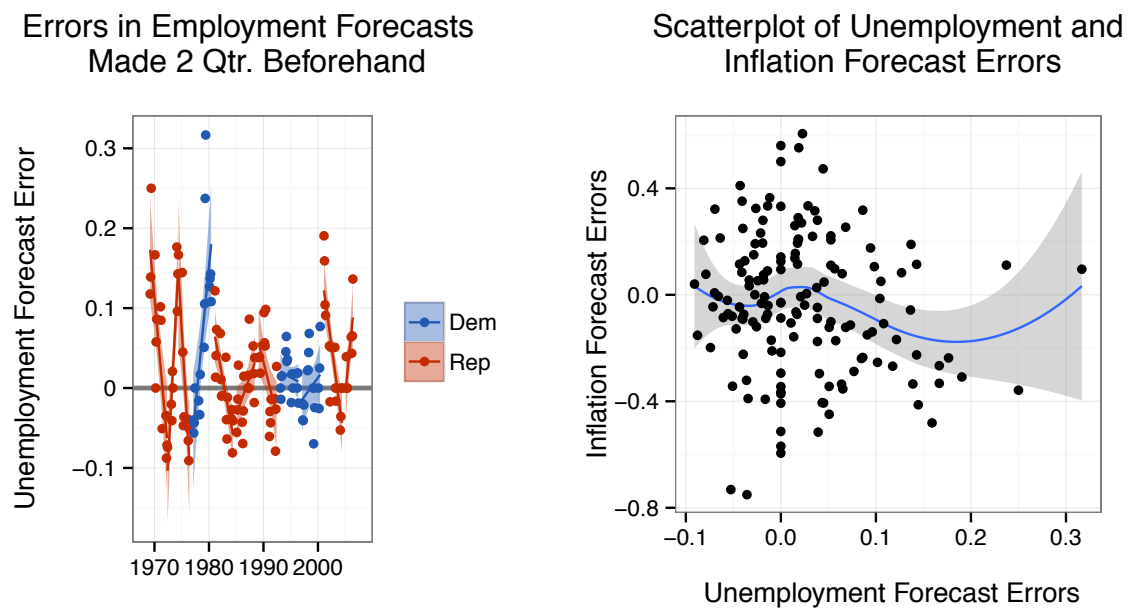 Errors in Employment Forecasts
Made 2 Qtr. Beforehand
Unemployment Forecast Error
0.3
0.2
0.1
0
−0.1
1970 1980 1990 2000
Dem
Rep
Scatterplot of Unemployment and
Inflation Forecast Errors
Inflation Forecast Errors
0.4
0.0
−0.4
−0.8
−0.1 0.0 0.1 0.2 0.3
Unemployment Forecast Errors